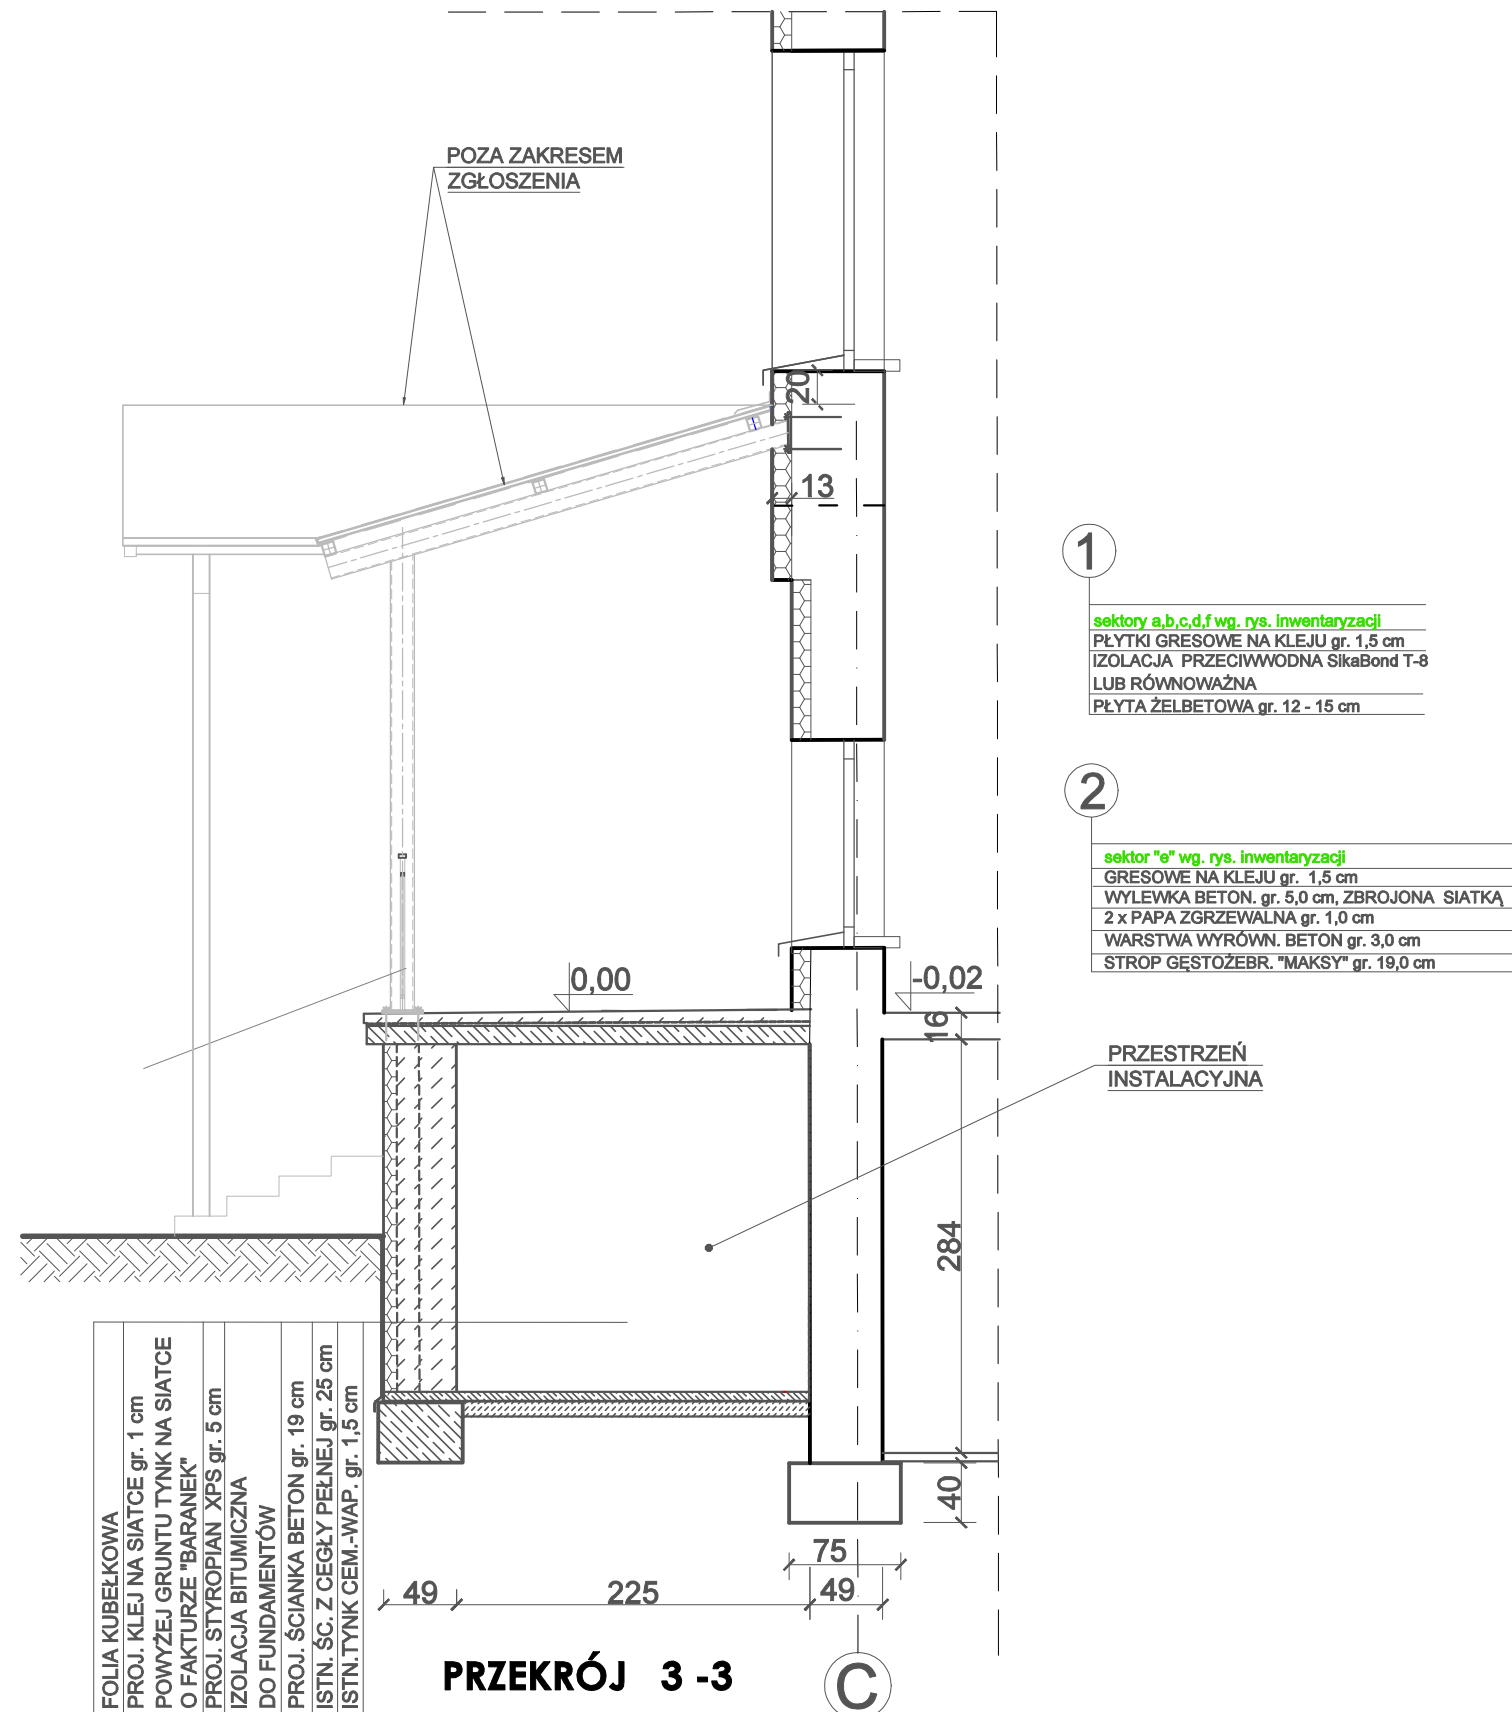 POZA ZAKRESEM
ZGŁOSZENIA
20
13
1
sektory a,b,c,d,f wg. rys. inwentaryzacji
PŁYTKI GRESOWE NA KLEJU gr. 1,5 cm
IZOLACJA PRZECIWWODNA SikaBond T-8
LUB RÓWNOWAŻNA
PŁYTA ŻELBETOWA gr. 12 - 15 cm
2
sektor "e" wg. rys. inwentaryzacji
GRESOWE NA KLEJU gr. 1,5 cm
WYLEWKA BETON. gr. 5,0 cm, ZBROJONA SIATKĄ
2 x PAPA ZGRZEWALNA gr. 1,0 cm
WARSTWA WYRÓWN. BETON gr. 3,0 cm
STROP GĘSTOŻEBR. "MAKSY" gr. 19,0 cm
0,00
-0,02
16
PRZESTRZEŃ
INSTALACYJNA
284
40
FOLIA KUBEŁKOWA
PROJ. KLEJ NA SIATCE gr. 1 cm
POWYŻEJ GRUNTU TYNK NA SIATCE
O FAKTURZE "BARANEK"
PROJ. STYROPIAN XPS gr. 5 cm
IZOLACJA BITUMICZNA
DO FUNDAMENTÓW
PROJ. ŚCIANKA BETON gr. 19 cm
ISTN. ŚC. Z CEGŁY PEŁNEJ gr. 25 cm
ISTN.TYNK CEM.-WAP. gr. 1,5 cm
75
49
225
49
PRZEKRÓJ 3 -3
C